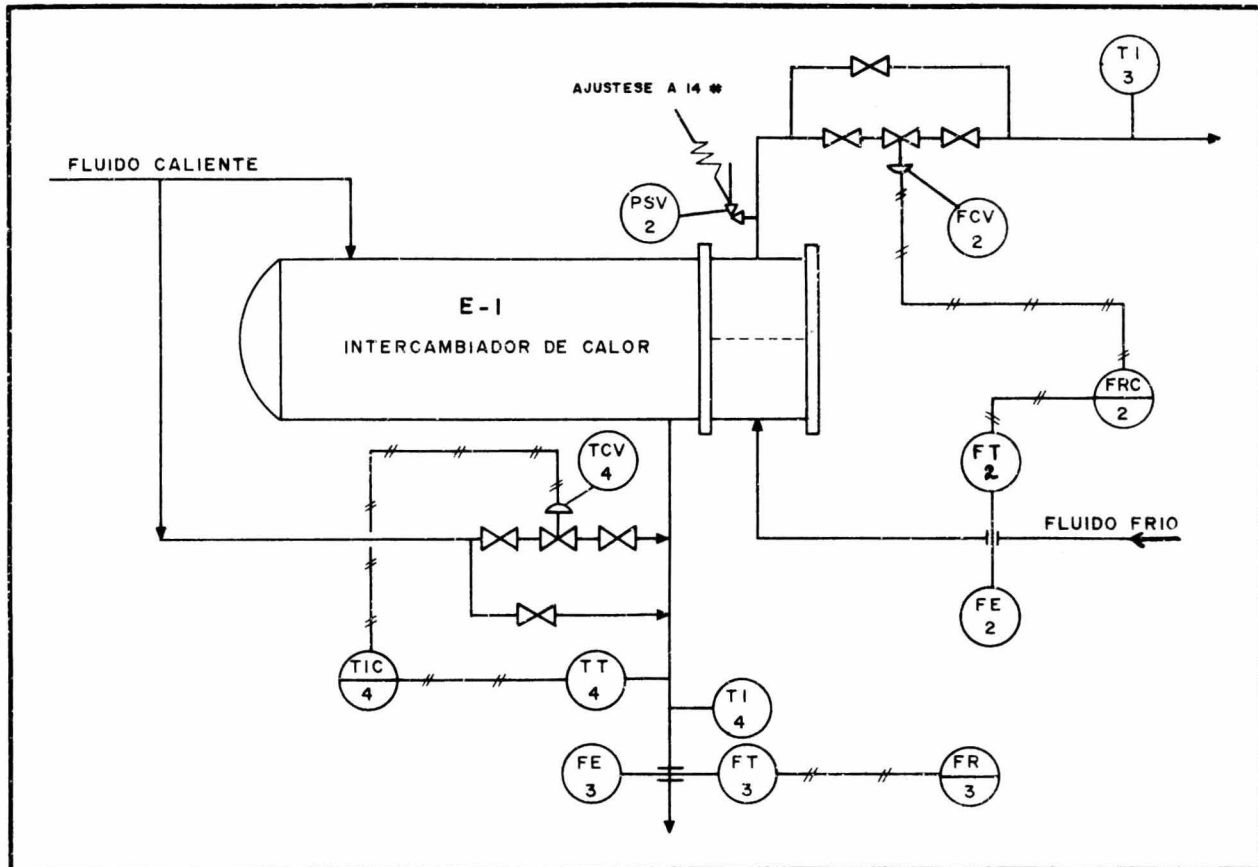 AJUSTESE A 14 #
TI
3
FLUIDO CALIENTE
PSV
2
FCV
2
E-1
INTERCAMBIADOR DE CALOR
FRC
2
TCV
4
FT
2
FLUIDO FRIO
FE
2
TIC
4
TT
4
TI
4
FE
3
FT
3
FR
3